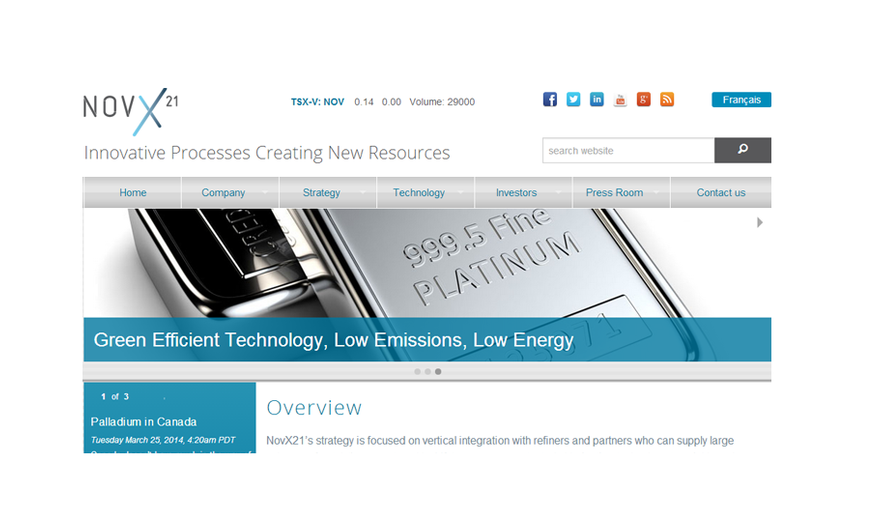 NOVX21
TSX-V: NOV 0.14 0.00 Volume: 29000
Français
Innovative Processes Creating New Resources
search website
Home Company Strategy Technology Investors Press Room Contact us
CREDIT
999.5 Fine
PLATINUM
Green Efficient Technology, Low Emissions, Low Energy
1 of 3
Palladium in Canada
Tuesday March 25, 2014, 4:20am PDT
Overview
NovX21's strategy is focused on vertical integration with refiners and partners who can supply large